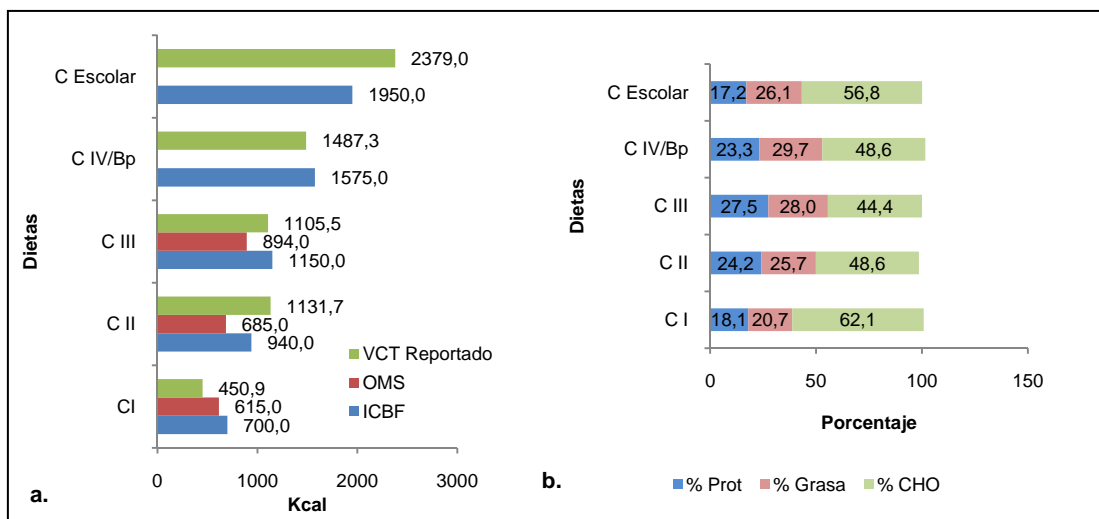 Dietas
C Escolar
2379,0
1950,0
C IV/Bp
1487,3
1575,0
C III
1105,5
894,0
1150,0
C II
1131,7
685,0
940,0
CI
450,9
615,0
700,0
VCT Reportado
OMS
ICBF
0 1000 2000 3000
Kcal
a.
Dietas
C Escolar 17,2 26,1 56,8
C IV/Bp 23,3 29,7 48,6
C III 27,5 28,0 44,4
C II 24,2 25,7 48,6
C I 18,1 20,7 62,1
0 50 100 150
Porcentaje
b.
% Prot % Grasa % CHO